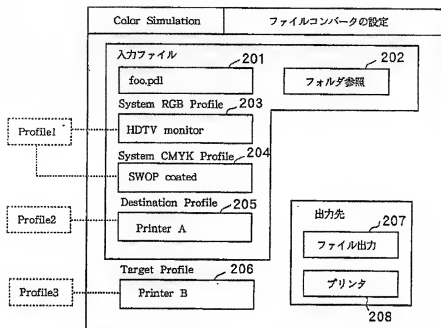 Color Simulation
ファイルコンバータの設定
入力ファイル
201
foo.pdl
202
フォルダ参照
System RGB Profile
203
HDTV monitor
Profile1
System CMYK Profile
204
SWOP coated
Destination Profile
205
Printer A
Profile2
出力先
207
ファイル出力
プリンタ
208
Target Profile
206
Printer B
Profile3